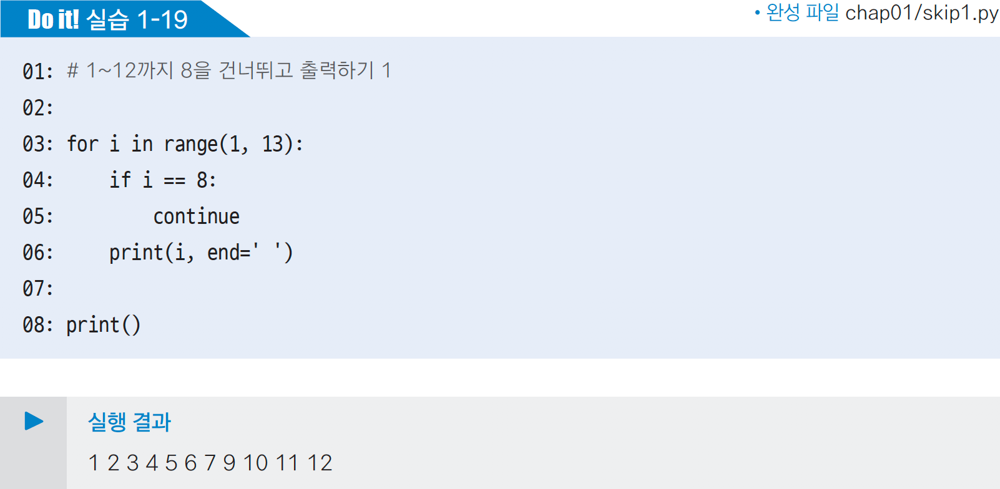 Do it! 실습 1-19
• 완성 파일 chap01/skip1.py
01: # 1~12까지 8을 건너뛰고 출력하기 1
02:
03: for i in range(1, 13):
04:     if i == 8:
05:         continue
06:     print(i, end=' ')
07:
08: print()
실행 결과
1 2 3 4 5 6 7 9 10 11 12